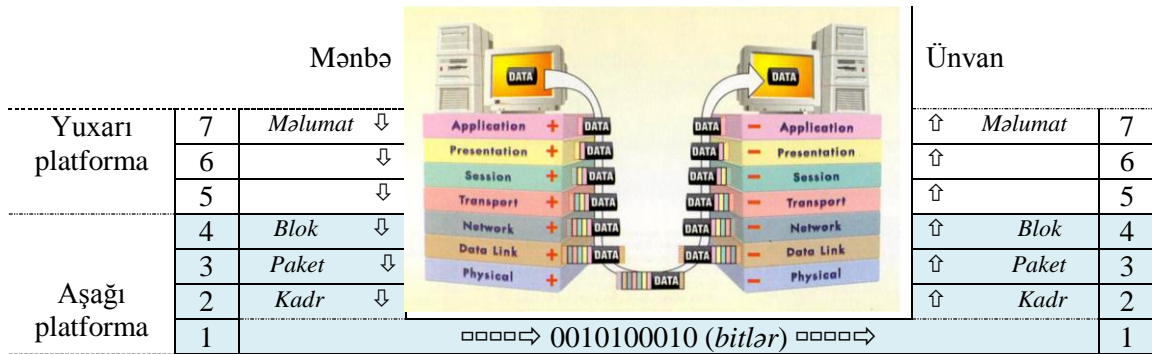 Mənbə
Ünvan
DATA
DATA
Yuxarı platforma
7 Məlumat ⇩ Application + DATA DATA − Application ⇧ Məlumat 7
6 ⇩ Presentation + DATA DATA − Presentation ⇧ 6
5 ⇩ Session + DATA DATA − Session ⇧ 5
Transport + DATA DATA − Transport
Aşağı platforma
4 Blok ⇩ Network + DATA DATA − Network ⇧ Blok 4
3 Paket ⇩ Data Link + DATA DATA − Data Link ⇧ Paket 3
2 Kadr ⇩ Physical + DATA − Physical ⇧ Kadr 2
1 ▫▫▫▫⇨ 0010100010 (bitlər) ▫▫▫▫⇨ 1